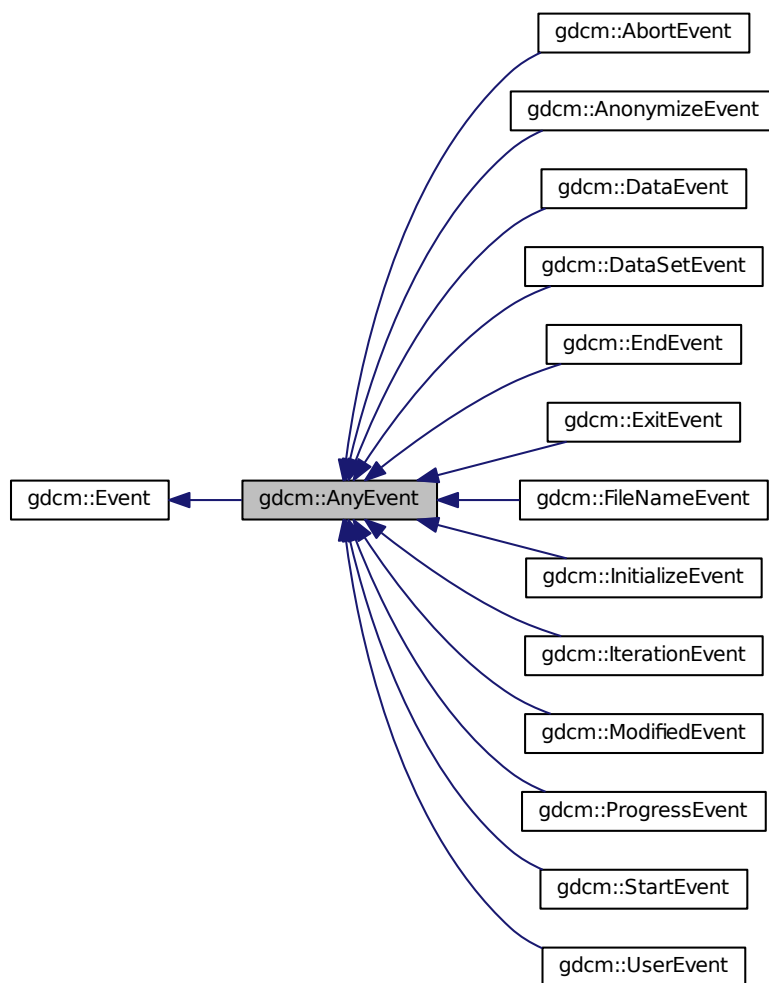 gdcm::AbortEvent
gdcm::AnonymizeEvent
gdcm::DataEvent
gdcm::DataSetEvent
gdcm::EndEvent
gdcm::ExitEvent
gdcm::Event
gdcm::AnyEvent
gdcm::FileNameEvent
gdcm::InitializeEvent
gdcm::IterationEvent
gdcm::ModifiedEvent
gdcm::ProgressEvent
gdcm::StartEvent
gdcm::UserEvent